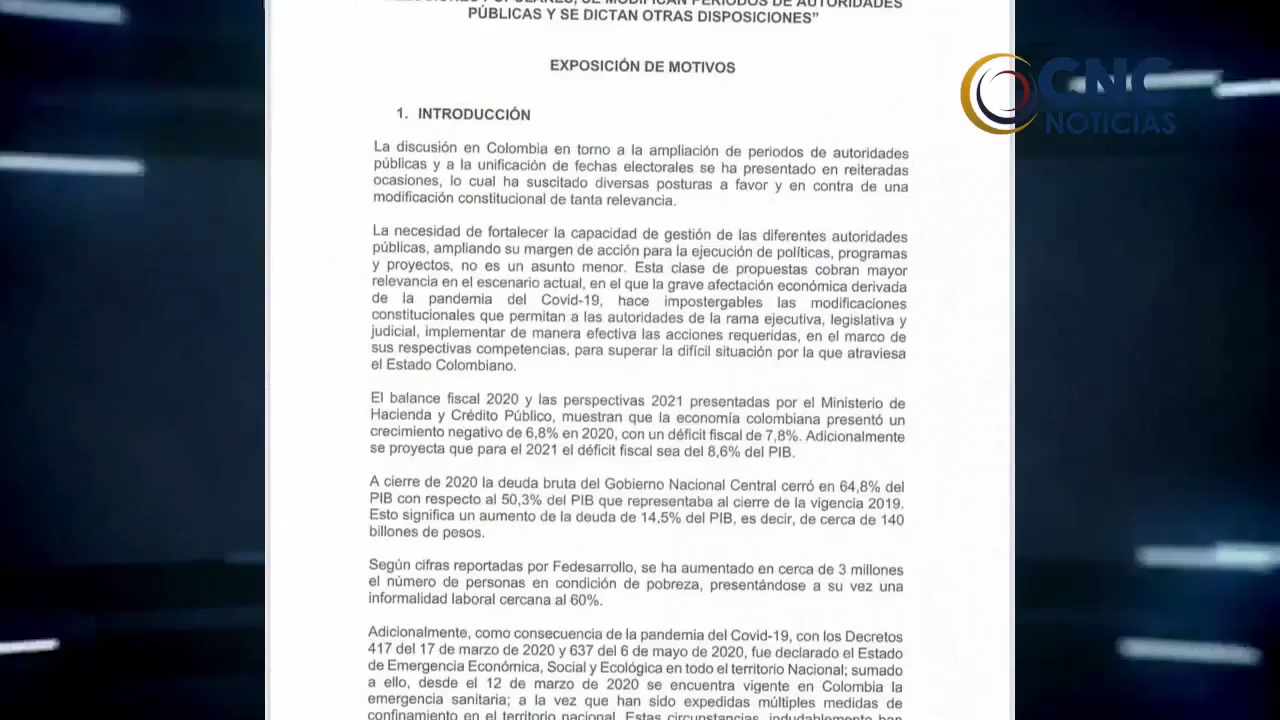 ELECCIONES POPULARES, SE MODIFICAN PERIODOS DE AUTORIDADES
PÚBLICAS Y SE DICTAN OTRAS DISPOSICIONES”
EXPOSICIÓN DE MOTIVOS
CNC
NOTICIAS
1. INTRODUCCIÓN
La discusión en Colombia en torno a la ampliación de periodos de autoridades
públicas y a la unificación de fechas electorales se ha presentado en reiteradas
ocasiones, lo cual ha suscitado diversas posturas a favor y en contra de una
modificación constitucional de tanta relevancia.
La necesidad de fortalecer la capacidad de gestión de las diferentes autoridades
públicas, ampliando su margen de acción para la ejecución de políticas, programas
y proyectos, no es un asunto menor. Esta clase de propuestas cobran mayor
relevancia en el escenario actual, en el que la grave afectación económica derivada
de la pandemia del Covid-19, hace impostergables las modificaciones
constitucionales que permitan a las autoridades de la rama ejecutiva, legislativa y
judicial, implementar de manera efectiva las acciones requeridas, en el marco de
sus respectivas competencias, para superar la difícil situación por la que atraviesa
el Estado Colombiano.
El balance fiscal 2020 y las perspectivas 2021 presentadas por el Ministerio de
Hacienda y Crédito Público, muestran que la economía colombiana presentó un
crecimiento negativo de 6,8% en 2020, con un déficit fiscal de 7,8%. Adicionalmente
se proyecta que para el 2021 el déficit fiscal sea del 8,6% del PIB.
A cierre de 2020 la deuda bruta del Gobierno Nacional Central cerró en 64,8% del
PIB con respecto al 50,3% del PIB que representaba al cierre de la vigencia 2019.
Esto significa un aumento de la deuda de 14,5% del PIB, es decir, de cerca de 140
billones de pesos.
Según cifras reportadas por Fedesarrollo, se ha aumentado en cerca de 3 millones
el número de personas en condición de pobreza, presentándose a su vez una
informalidad laboral cercana al 60%.
Adicionalmente, como consecuencia de la pandemia del Covid-19, con los Decretos
417 del 17 de marzo de 2020 y 637 del 6 de mayo de 2020, fue declarado el Estado
de Emergencia Económica, Social y Ecológica en todo el territorio Nacional; sumado
a ello, desde el 12 de marzo de 2020 se encuentra vigente en Colombia la
emergencia sanitaria; a la vez que han sido expedidas múltiples medidas de
confinamiento en el territorio nacional. Estas circunstancias, indudablemente han